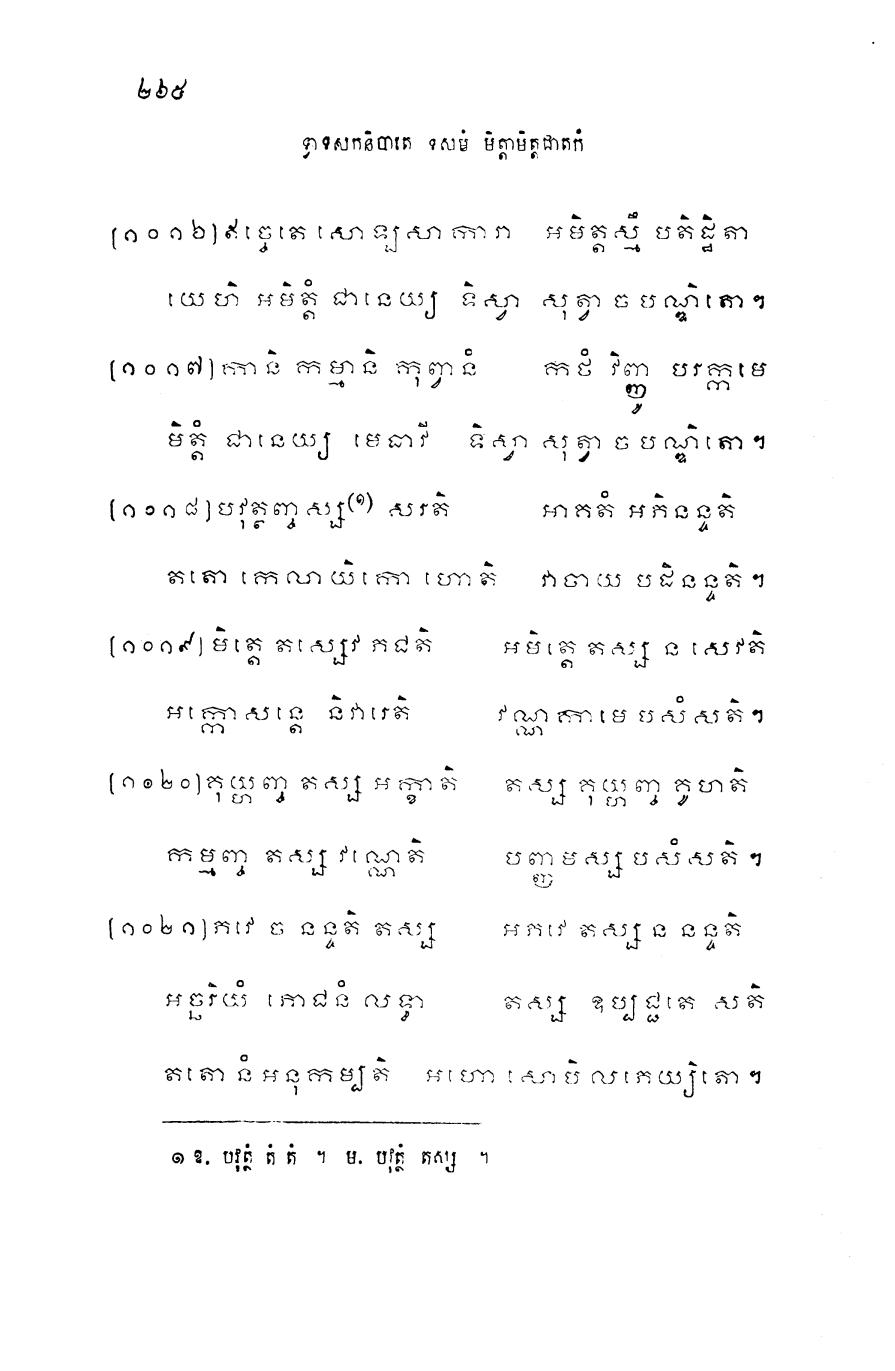 ២៦៥
ទ្វាទសកនិបាតេ ទសមំ មិត្តាមិត្តជាតកំ
[១០១៦]ឥច្ចេតេ សោឡសាការា អមិត្តស្មឹ បតិដ្ឋិតា
យេហិ អមិត្តំ ជានេយ្យ ទិស្វា សុត្វា ច បណ្ឌិតោ។
[១០១៧]កានិ កម្មានិ កុព្វានំ កថំ វិញ្ញូ បរក្កមេ
មិត្តំ ជានេយ្យ មេធាវី ទិស្វា សុត្វា ច បណ្ឌិតោ។
[១០១៨]បវុត្ថញ្ចស្ស(១) សរតិ អាគតំ អភិនន្ទតិ
តតោ កេលាយិកោ ហោតិ វាចាយ បដិនន្ទតិ។
[១០១៩]មិត្តេ តស្សេវ ភជតិ អមិត្តេ តស្ស ន សេវតិ
អក្កោសន្តេ និវារេតិ វណ្ណកាមេ បសំសតិ។
[១០២០]គុយ្ហញ្ច តស្ស អក្ខាតិ តស្ស គុយ្ហញ្ច គូហតិ
កម្មញ្ច តស្ស វណ្ណេតិ បញ្ញមស្ស បសំសតិ។
[១០២១]ភវេ ច នន្ទតិ តស្ស អភវេ តស្ស ន នន្ទតិ
អច្ឆរិយំ ភោជនំ លទ្ធា តស្ស ឧប្បជ្ជតេ សតិ
តតោ នំ អនុកម្បតិ អហោ សោបិ លភេយ្យិតោ។
១ ឱ. បវុត្ថំ តំ តំ ។ ម. បវុត្ថំ តស្ស ។